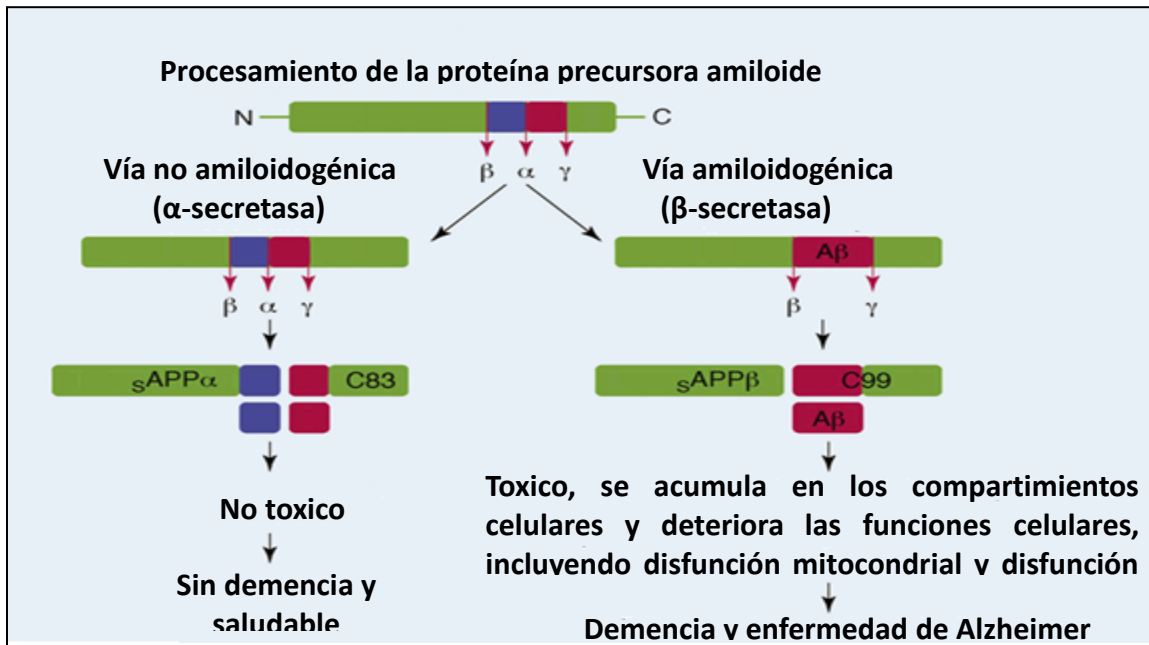 Procesamiento de la proteína precursora amiloide
N C
β α γ
Vía no amiloidogénica
(α-secretasa)
Vía amiloidogénica
(β-secretasa)
Aβ
β α γ
β γ
sAPPα C83
sAPPβ C99
Aβ
No toxico
Sin demencia y
saludable
Toxico, se acumula en los compartimientos
celulares y deteriora las funciones celulares,
incluyendo disfunción mitocondrial y disfunción
Demencia y enfermedad de Alzheimer